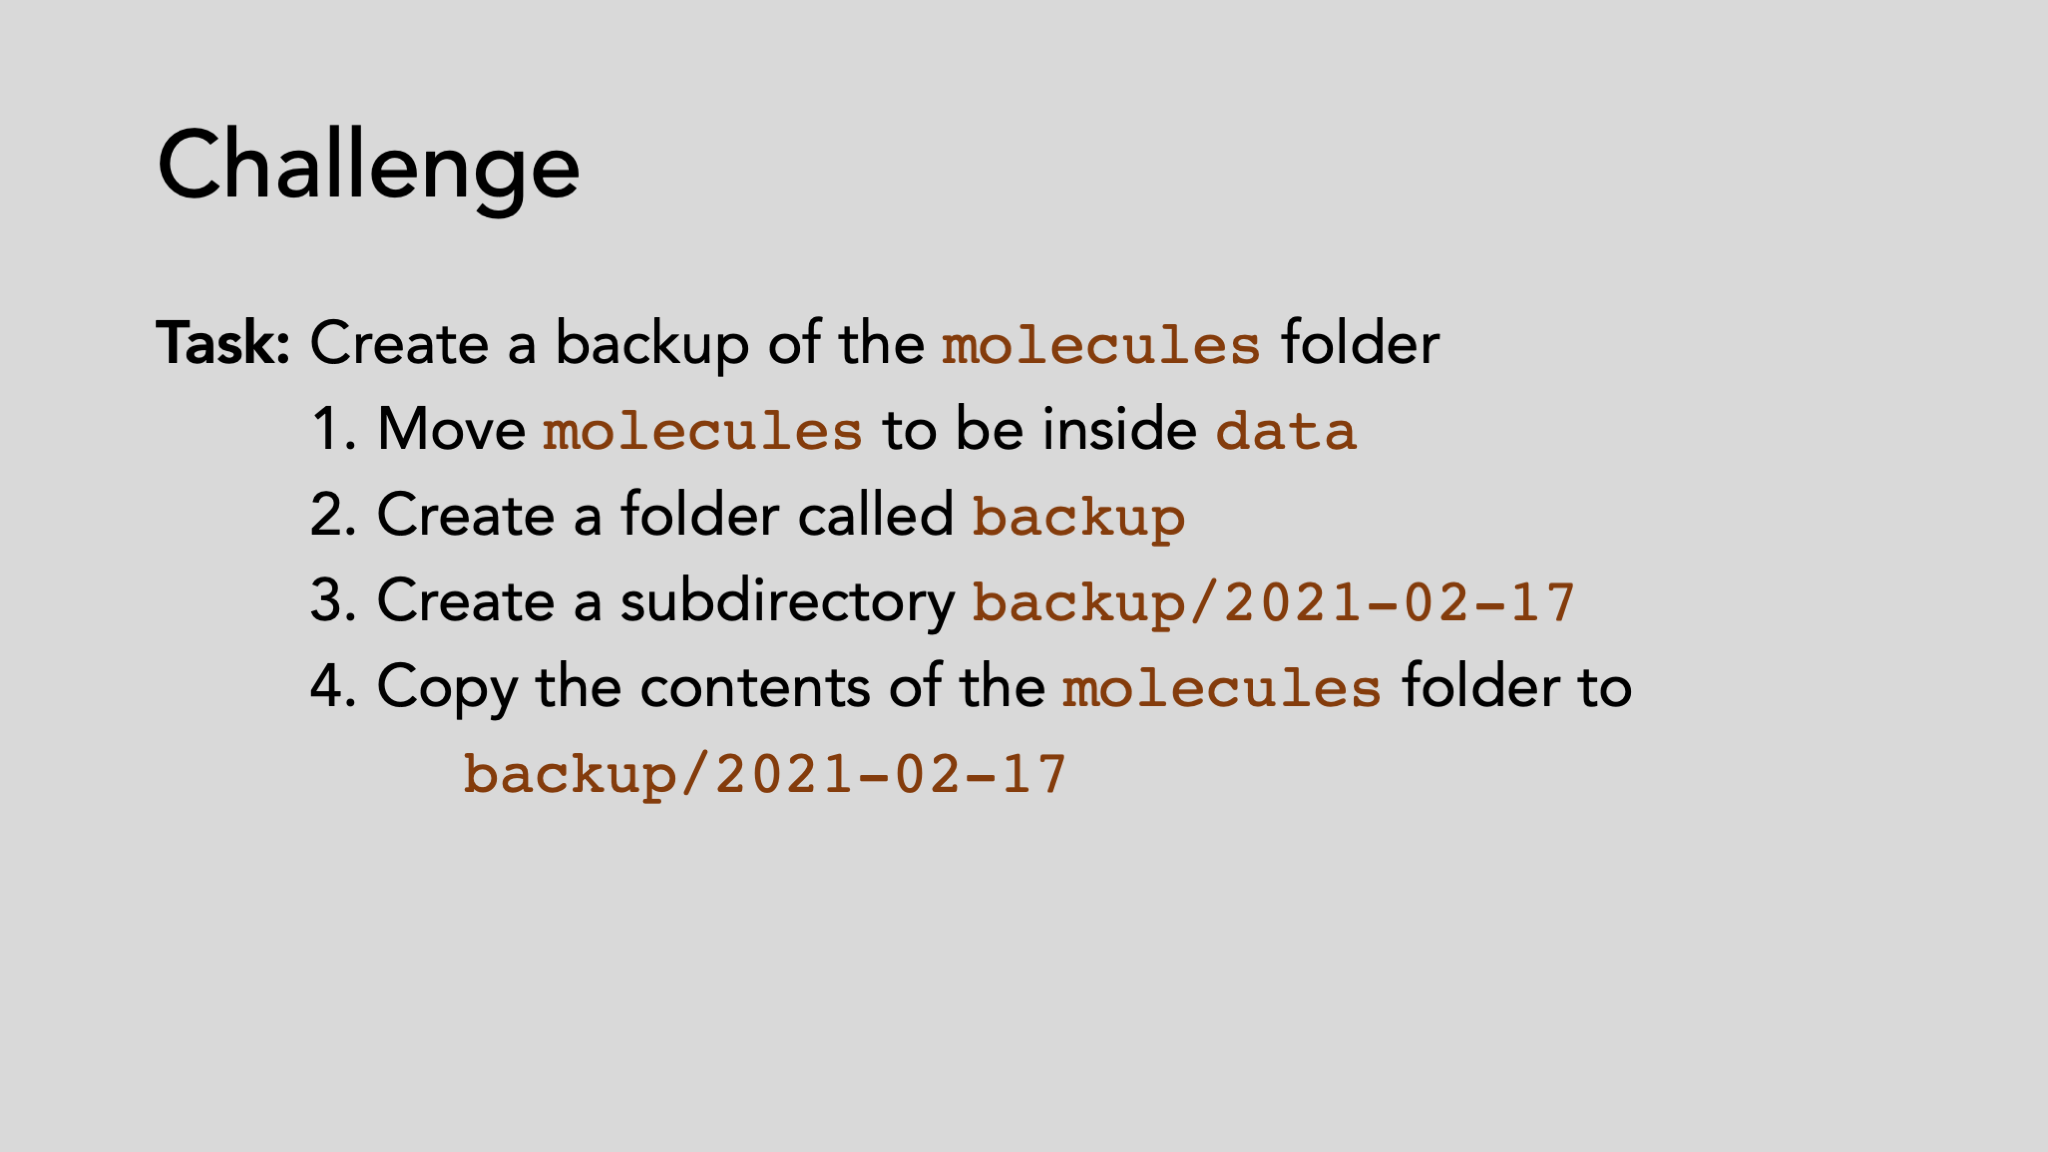 Challenge
Task: Create a backup of the molecules folder
1. Move molecules to be inside data
2. Create a folder called backup
3. Create a subdirectory backup/2021-02-17
4. Copy the contents of the molecules folder to
backup/2021-02-17